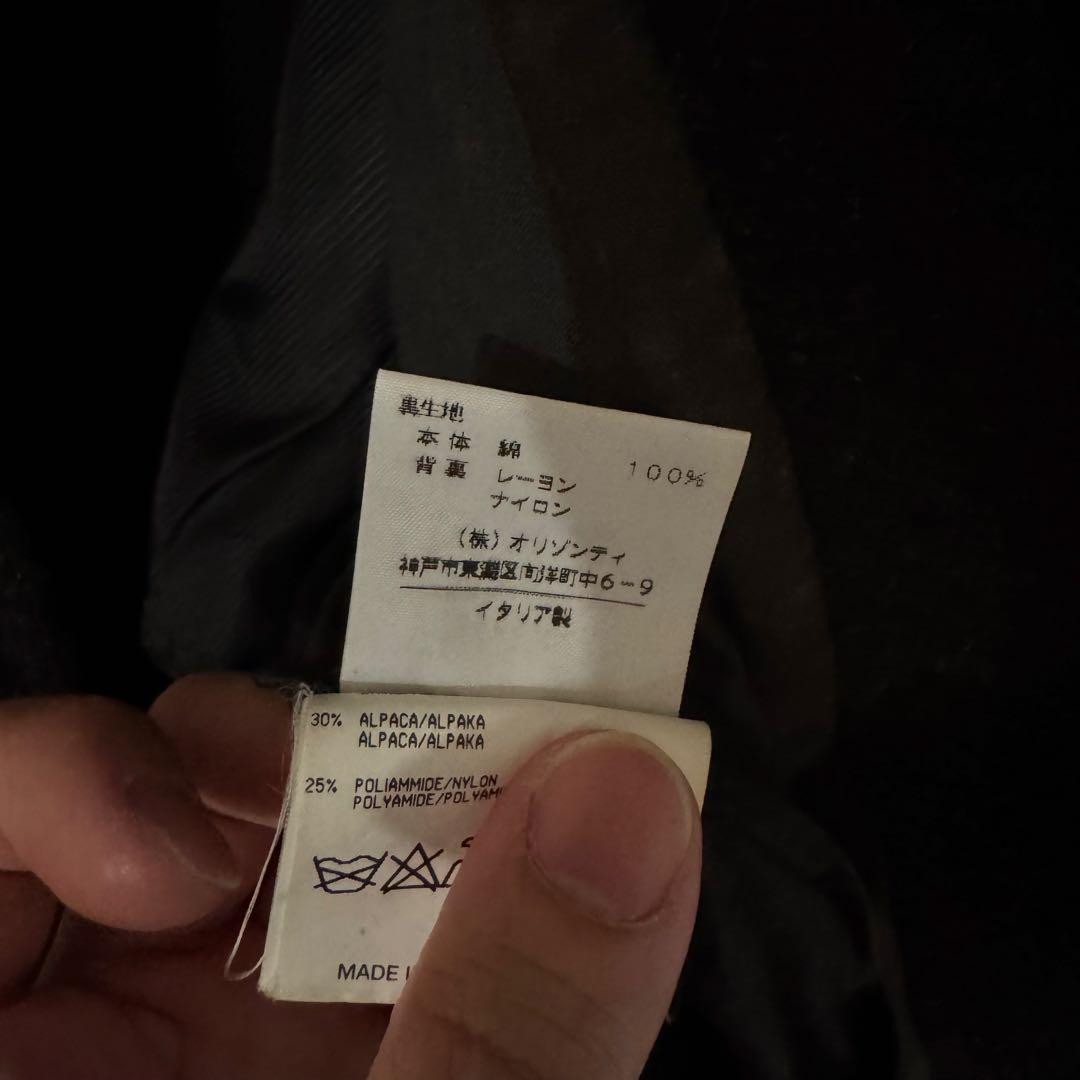 裏生地
本体 綿 100%
背裏 レーヨン
ナイロン
(株)オリゾンティ
神戸市東灘区向洋町中6-9
イタリア製
30% ALPACA/ALPAKA
ALPACA/ALPAKA
25% POLIAMMIDE/NYLON
POLYAMIDE/POLYAM
MADE